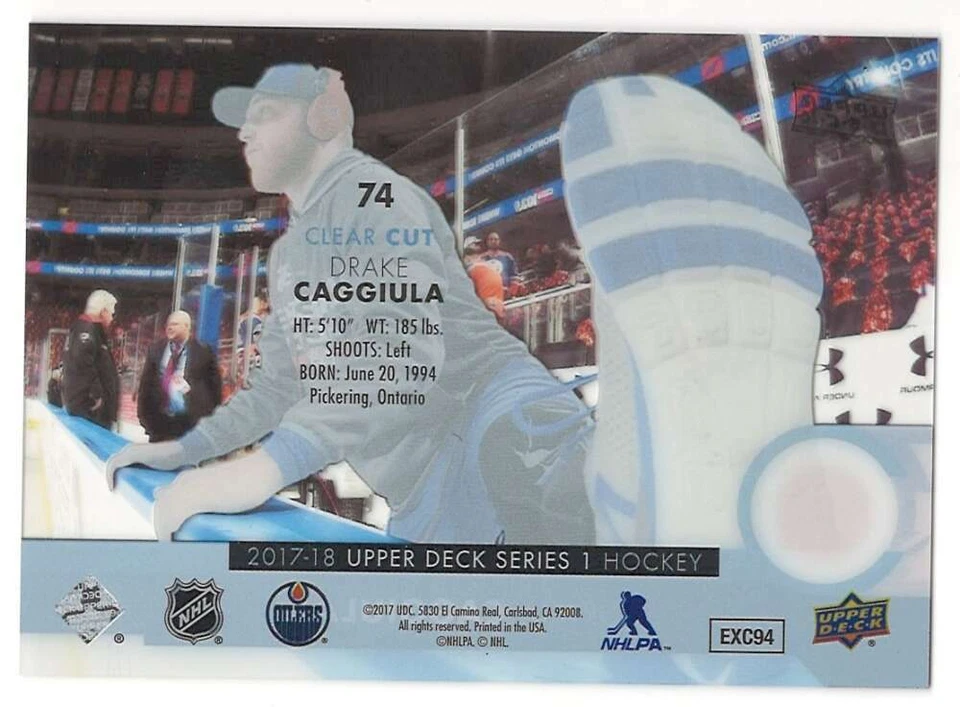 74
CLEAR CUT
DRAKE
CAGGIULA
HT: 5'10" WT: 185 lbs.
SHOOTS: Left
BORN: June 20, 1994
Pickering, Ontario
2017-18 UPPER DECK SERIES 1 HOCKEY
NHL
OILERS
©2017 UDC. 5830 El Camino Real, Carlsbad, CA 92008.
All rights reserved. Printed in the USA.
©NHLPA. © NHL.
NHLPA™
EXC94
UPPER
DECK